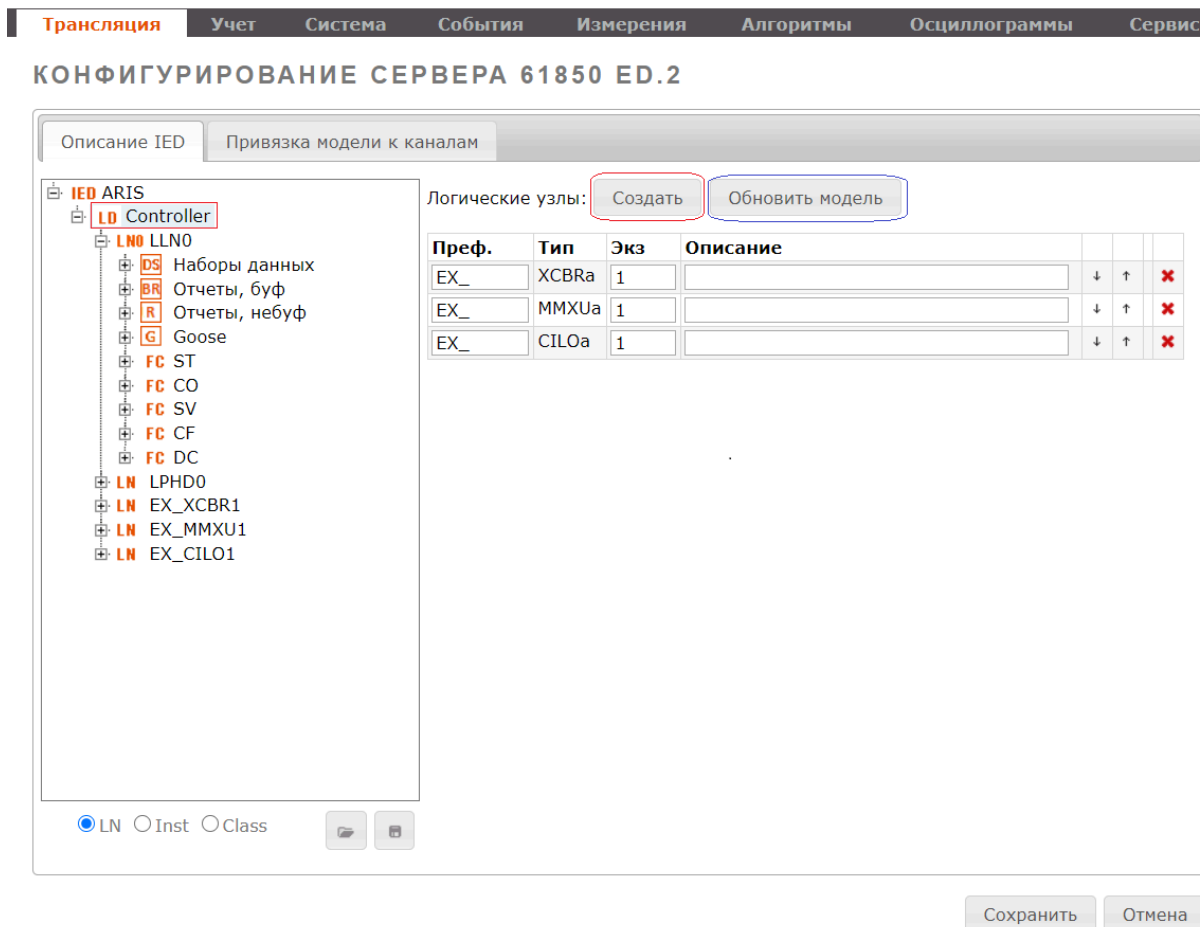 Трансляция Учет Система События Измерения Алгоритмы Осциллограммы Сервис
КОНФИГУРИРОВАНИЕ СЕРВЕРА 61850 ED.2
Описание IED Привязка модели к каналам
IED ARIS
LD Controller
LN0 LLN0
DS Наборы данных
BR Отчеты, буф
R Отчеты, небуф
G Goose
FC ST
FC CO
FC SV
FC CF
FC DC
LN LPHD0
LN EX_XCBR1
LN EX_MMXU1
LN EX_CILO1
LN Inst Class
Логические узлы: Создать Обновить модель
Преф. Тип Экз Описание
EX_ XCBRa 1 ↓ ↑ ✖
EX_ MMXUa 1 ↓ ↑ ✖
EX_ CILOa 1 ↓ ↑ ✖
Сохранить Отмена